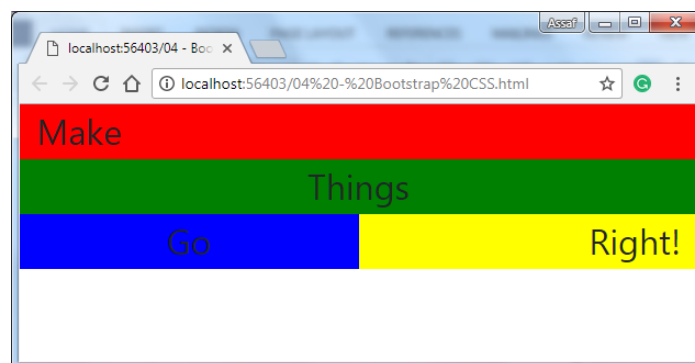 Assaf
localhost:56403/04 - Boo
localhost:56403/04%20-%20Bootstrap%20CSS.html
Make
Things
Go
Right!